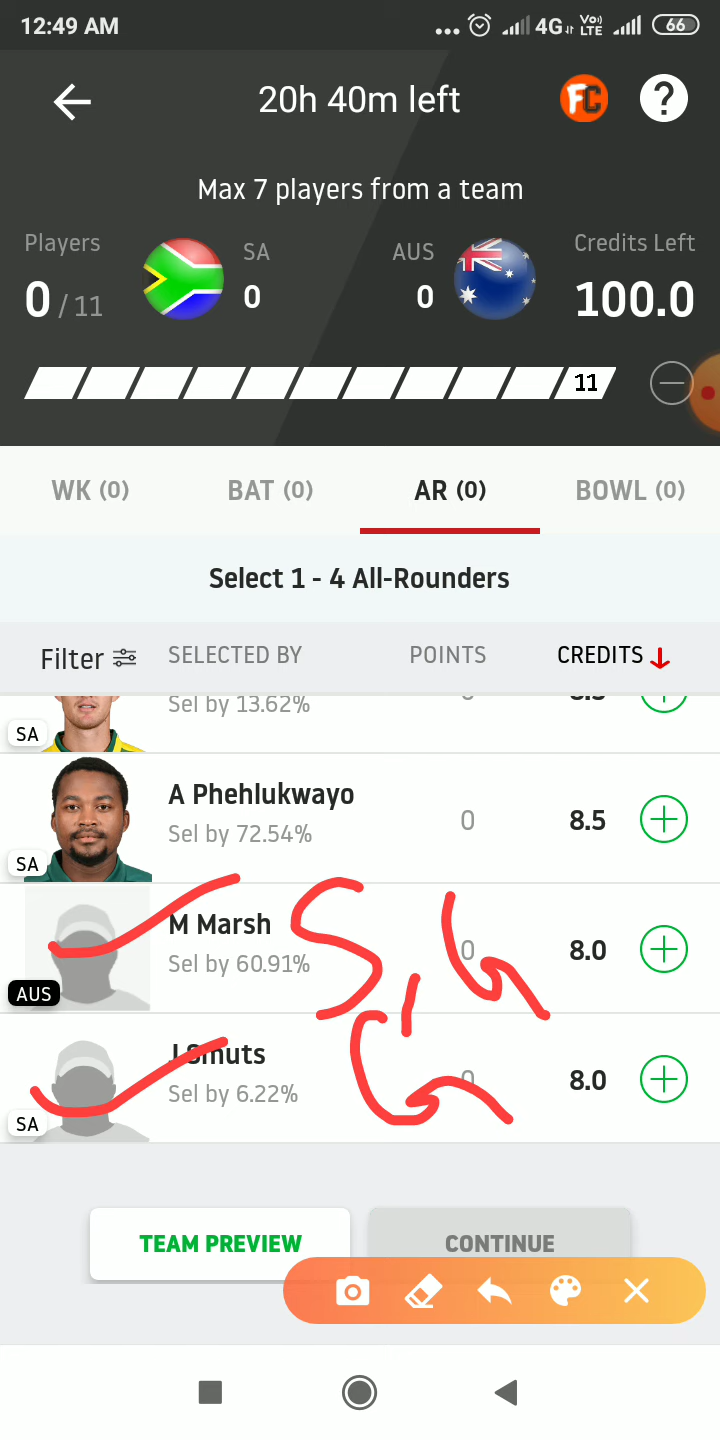 12:49 AM
4G Vo)) LTE 66
20h 40m left
FC ?
Max 7 players from a team
Players SA AUS Credits Left
0 / 11 0 0 100.0
11
WK (0) BAT (0) AR (0) BOWL (0)
Select 1 - 4 All-Rounders
Filter SELECTED BY POINTS CREDITS
SA Sel by 13.62%
A Phehlukwayo
Sel by 72.54% 0 8.5
SA
M Marsh
Sel by 60.91% 0 8.0
AUS
J Smuts
Sel by 6.22% 0 8.0
SA
TEAM PREVIEW CONTINUE